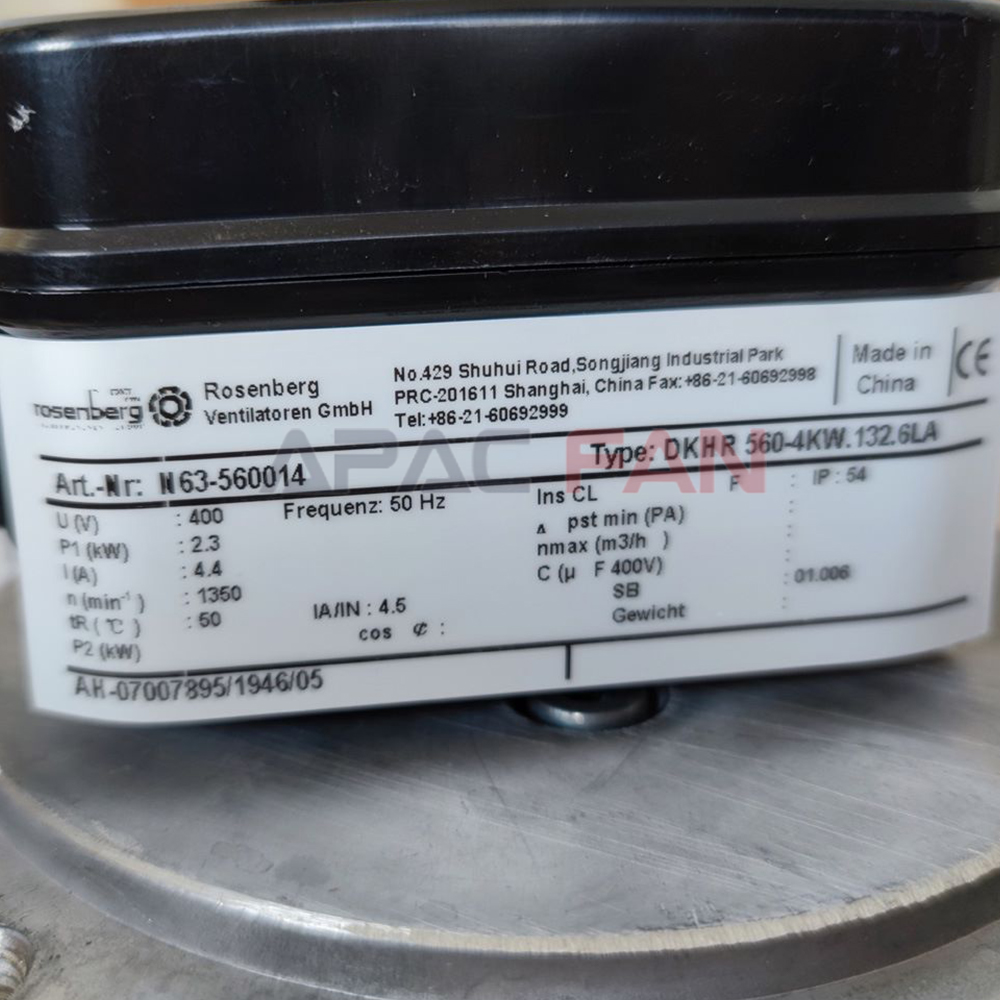 rosenberg
Rosenberg
Ventilatoren GmbH
No.429 Shuhui Road,Songjiang Industrial Park
PRC-201611 Shanghai, China Fax:+86-21-60692998
Tel:+86-21-60692999
Made in
China
CE
APAC FAN
Art.-Nr: N63-560014
Type: DKHR 560-4KW.132.6LA
U (V) : 400
Frequenz: 50 Hz
P1 (kW) : 2.3
I (A) : 4.4
n (min⁻¹) : 1350
tR (℃) : 50
IA/IN : 4.5
P2 (kW)
cos ¢ :
Ins CL F : IP : 54
Δ pst min (PA) :
nmax (m3/h ) :
C (µ F 400V) :
SB : 01.006
Gewicht :
AK-07007895/1946/05